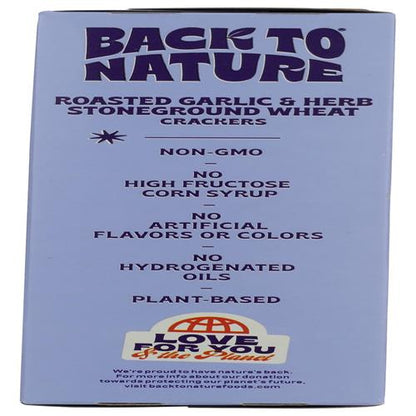 BACK TO
NATURE
ROASTED GARLIC & HERB
STONEGROUND WHEAT
CRACKERS
NON-GMO
NO
HIGH FRUCTOSE
CORN SYRUP
NO
ARTIFICIAL
FLAVORS OR COLORS
NO
HYDROGENATED
OILS
PLANT-BASED
LOVE
FOR YOU
& the Planet
We're proud to have nature's back.
For more info about our donation
towards protecting our planet's future,
visit backtonaturefoods.com